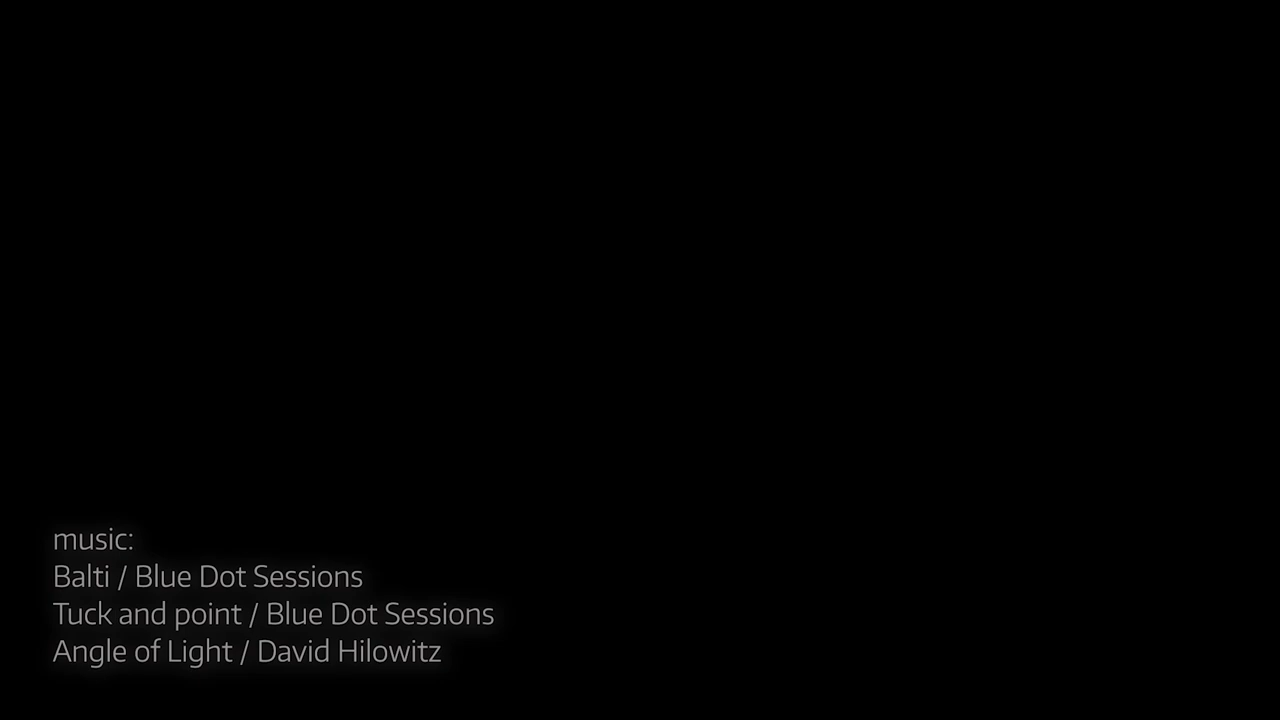 music:
Balti / Blue Dot Sessions
Tuck and point / Blue Dot Sessions
Angle of Light / David Hilowitz